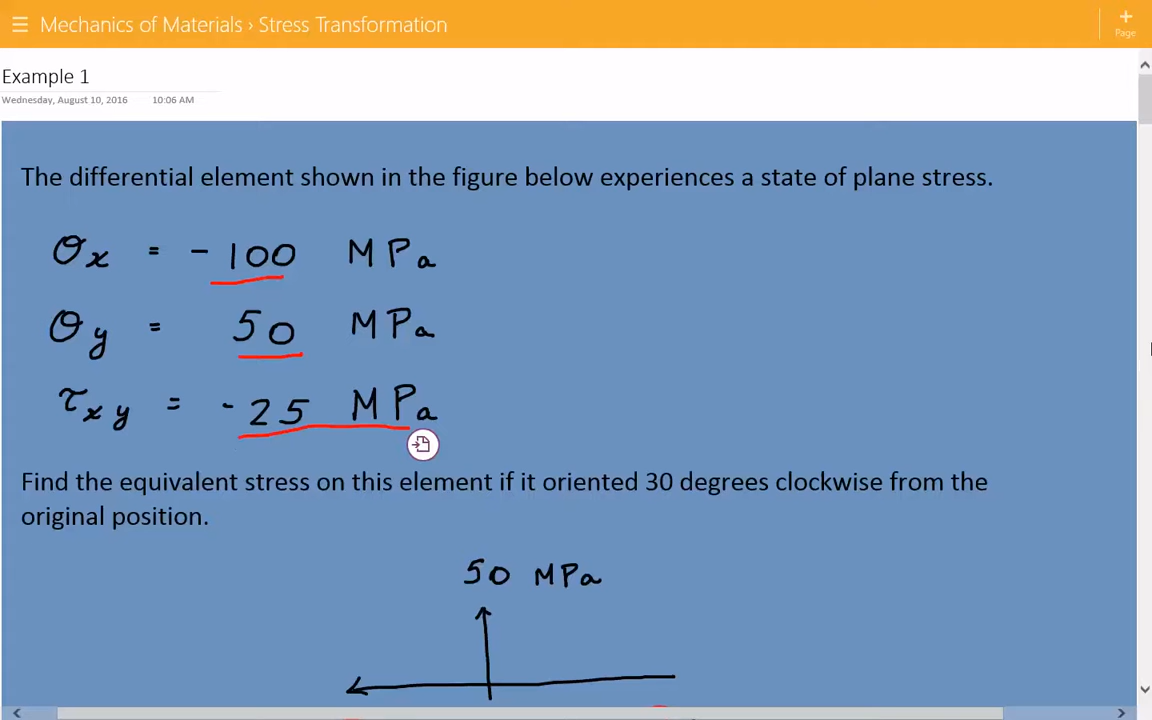 Mechanics of Materials › Stress Transformation
Page
Example 1
Wednesday, August 10, 2016 10:06 AM
The differential element shown in the figure below experiences a state of plane stress.
σx = -100 MPa
σy = 50 MPa
τxy = -25 MPa
Find the equivalent stress on this element if it oriented 30 degrees clockwise from the
original position.
50 MPa